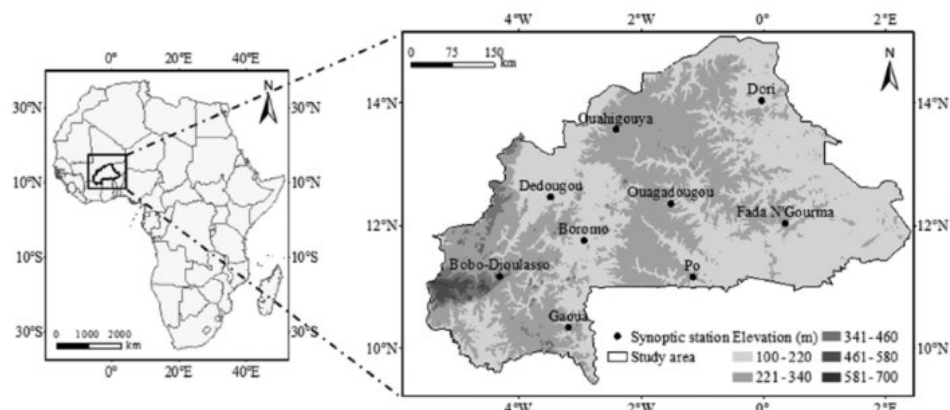 0° 20°E 40°E
N
30°N 30°N
10°N 10°N
10°S 10°S
30°S 30°S
0 1000 2000
km
0° 20°E 40°E
4°W 2°W 0° 2°E
0 75 150
km
N
14°N 14°N
12°N 12°N
10°N 10°N
Dori
Ouahigouya
Dedougou
Ouagadougou
Fada N'Gourma
Boromo
Bobo-Dioulasso
Po
Gaoua
Synoptic station Elevation (m)
Study area
100-220
221-340
341-460
461-580
581-700
4°W 2°W 0° 2°E